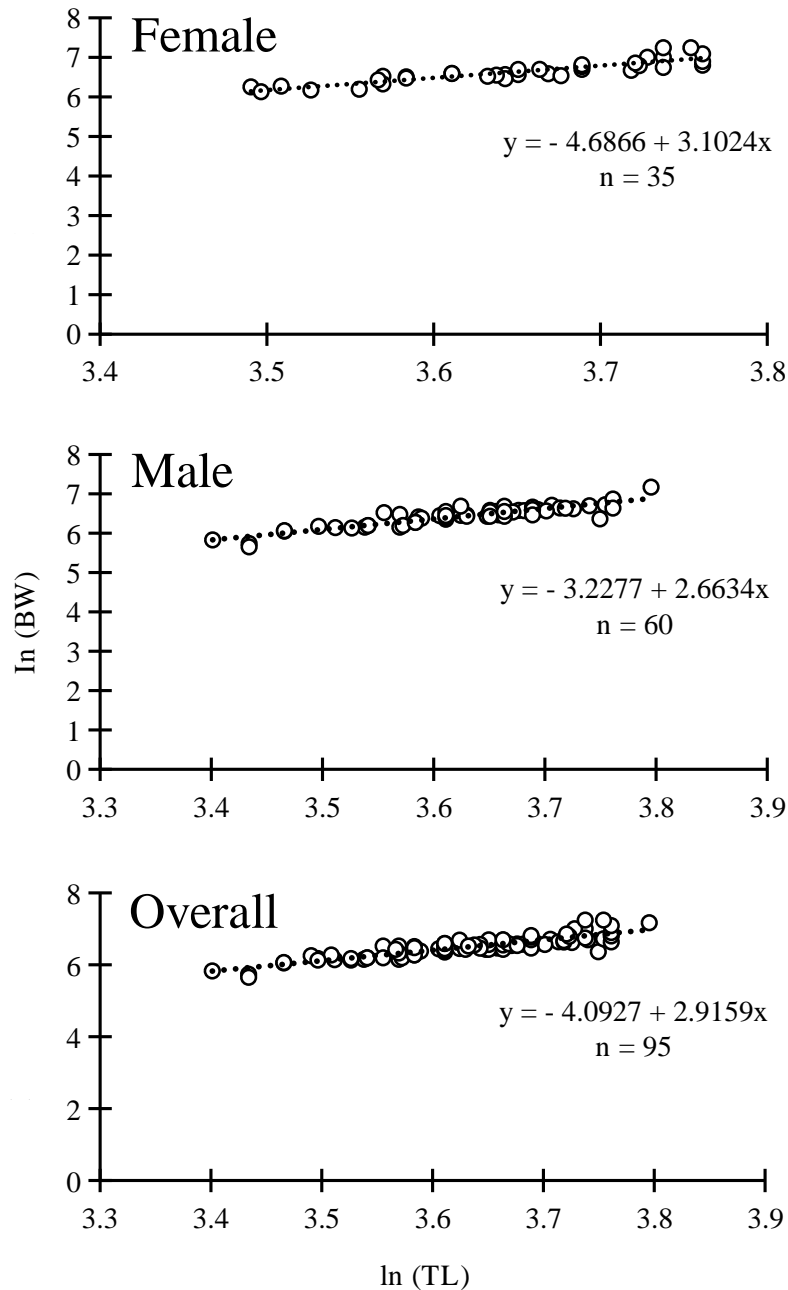 8
Female
7
6
5
y = - 4.6866 + 3.1024x
4
n = 35
3
2
1
0
3.4 3.5 3.6 3.7 3.8
8
Male
7
6
5
y = - 3.2277 + 2.6634x
4
n = 60
In (BW)
3
2
1
0
3.3 3.4 3.5 3.6 3.7 3.8 3.9
8
Overall
6
y = - 4.0927 + 2.9159x
4
n = 95
2
0
3.3 3.4 3.5 3.6 3.7 3.8 3.9
ln (TL)